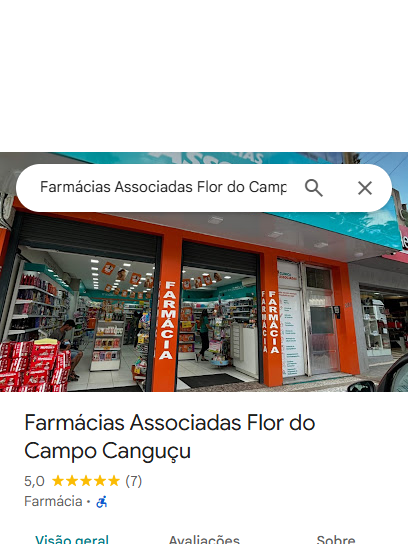 Farmácias Associadas Flor do Camp
FARMÁCIA
FARMÁCIA
FARMÁCIA
Farmácias Associadas Flor do
Campo Canguçu
5,0 (7)
Farmácia ·
Visão geral Avaliações Sobre